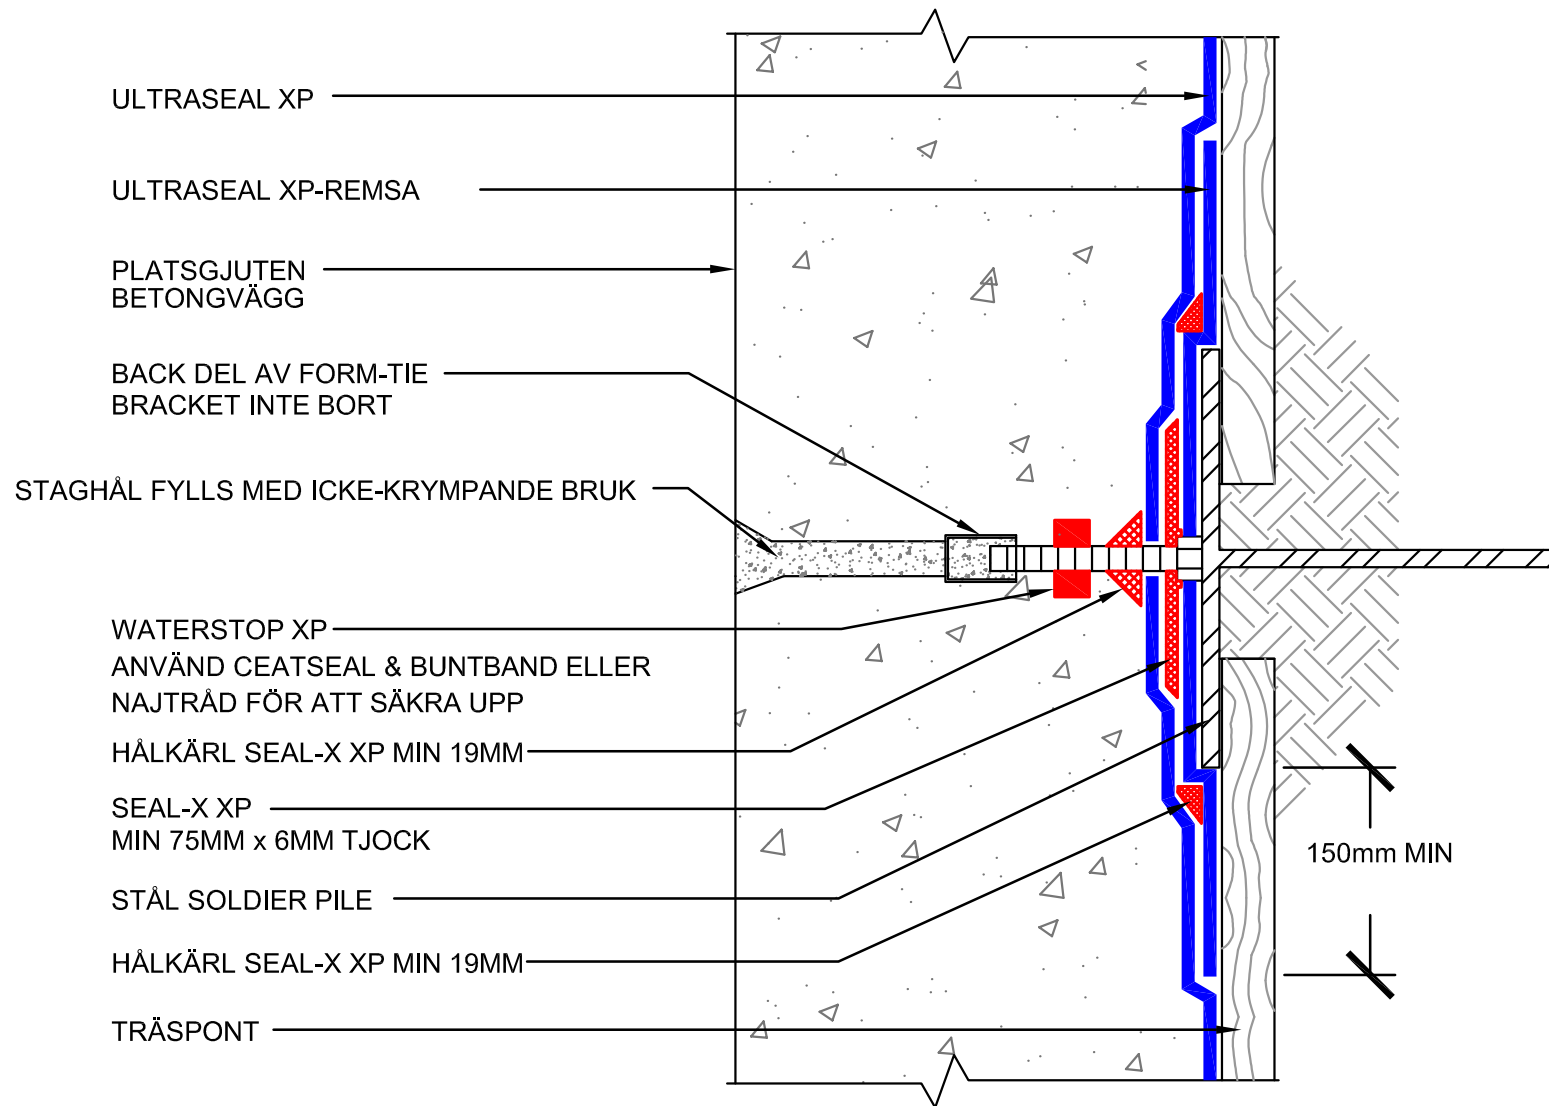 ULTRASEAL XP
ULTRASEAL XP-REMSA
PLATSGJUTEN
BETONGVÄGG
BACK DEL AV FORM-TIE
BRACKET INTE BORT
STAGHÅL FYLLS MED ICKE-KRYMPANDE BRUK
WATERSTOP XP
ANVÄND CEATSEAL & BUNTBAND ELLER
NAJTRÅD FÖR ATT SÄKRA UPP
HÅLKÄRL SEAL-X XP MIN 19MM
SEAL-X XP
MIN 75MM x 6MM TJOCK
150mm MIN
STÅL SOLDIER PILE
HÅLKÄRL SEAL-X XP MIN 19MM
TRÄSPONT